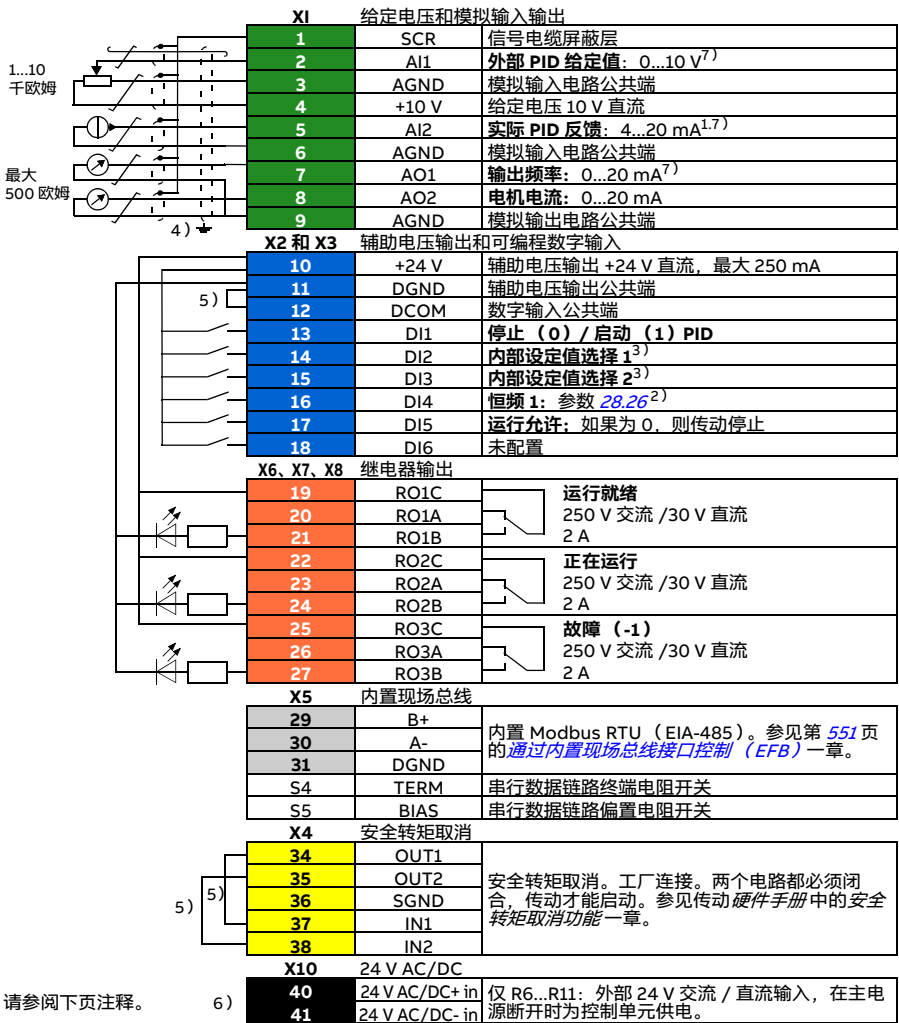 XI 给定电压和模拟输入输出
1 SCR 信号电缆屏蔽层
2 AI1 外部 PID 给定值：0...10 V7）
3 AGND 模拟输入电路公共端
4 +10 V 给定电压 10 V 直流
5 AI2 实际 PID 反馈：4...20 mA1.7）
6 AGND 模拟输入电路公共端
7 AO1 输出频率：0...20 mA7）
8 AO2 电机电流：0...20 mA
9 AGND 模拟输出电路公共端
1...10
千欧姆
最大
500 欧姆
4）
X2 和 X3 辅助电压输出和可编程数字输入
10 +24 V 辅助电压输出 +24 V 直流，最大 250 mA
11 DGND 辅助电压输出公共端
12 DCOM 数字输入公共端
13 DI1 停止（0）/ 启动（1）PID
14 DI2 内部设定值选择 13）
15 DI3 内部设定值选择 23）
16 DI4 恒频 1：参数 28.262）
17 DI5 运行允许；如果为 0，则传动停止
18 DI6 未配置
5）
X6、X7、X8 继电器输出
19 RO1C 运行就绪
20 RO1A 250 V 交流 /30 V 直流
21 RO1B 2 A
22 RO2C 正在运行
23 RO2A 250 V 交流 /30 V 直流
24 RO2B 2 A
25 RO3C 故障（-1）
26 RO3A 250 V 交流 /30 V 直流
27 RO3B 2 A
X5 内置现场总线
29 B+
30 A-
31 DGND
内置 Modbus RTU（EIA-485）。参见第 551 页
的通过内置现场总线接口控制（EFB）一章。
S4 TERM 串行数据链路终端电阻开关
S5 BIAS 串行数据链路偏置电阻开关
X4 安全转矩取消
34 OUT1
35 OUT2
36 SGND
37 IN1
38 IN2
安全转矩取消。工厂连接。两个电路都必须闭
合，传动才能启动。参见传动硬件手册中的安全
转矩取消功能一章。
5）
5）
X10 24 V AC/DC
40 24 V AC/DC+ in
41 24 V AC/DC- in
仅 R6...R11：外部 24 V 交流 / 直流输入，在主电
源断开时为控制单元供电。
请参阅下页注释。
6）